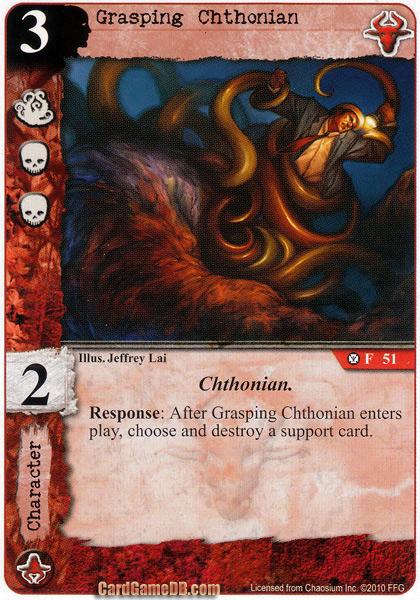 3
Grasping Chthonian
Illus. Jeffrey Lai
F 51
2
Chthonian.
Response: After Grasping Chthonian enters
play, choose and destroy a support card.
Character
CardGameDB.com
Licensed from Chaosium Inc. ©2010 FFG